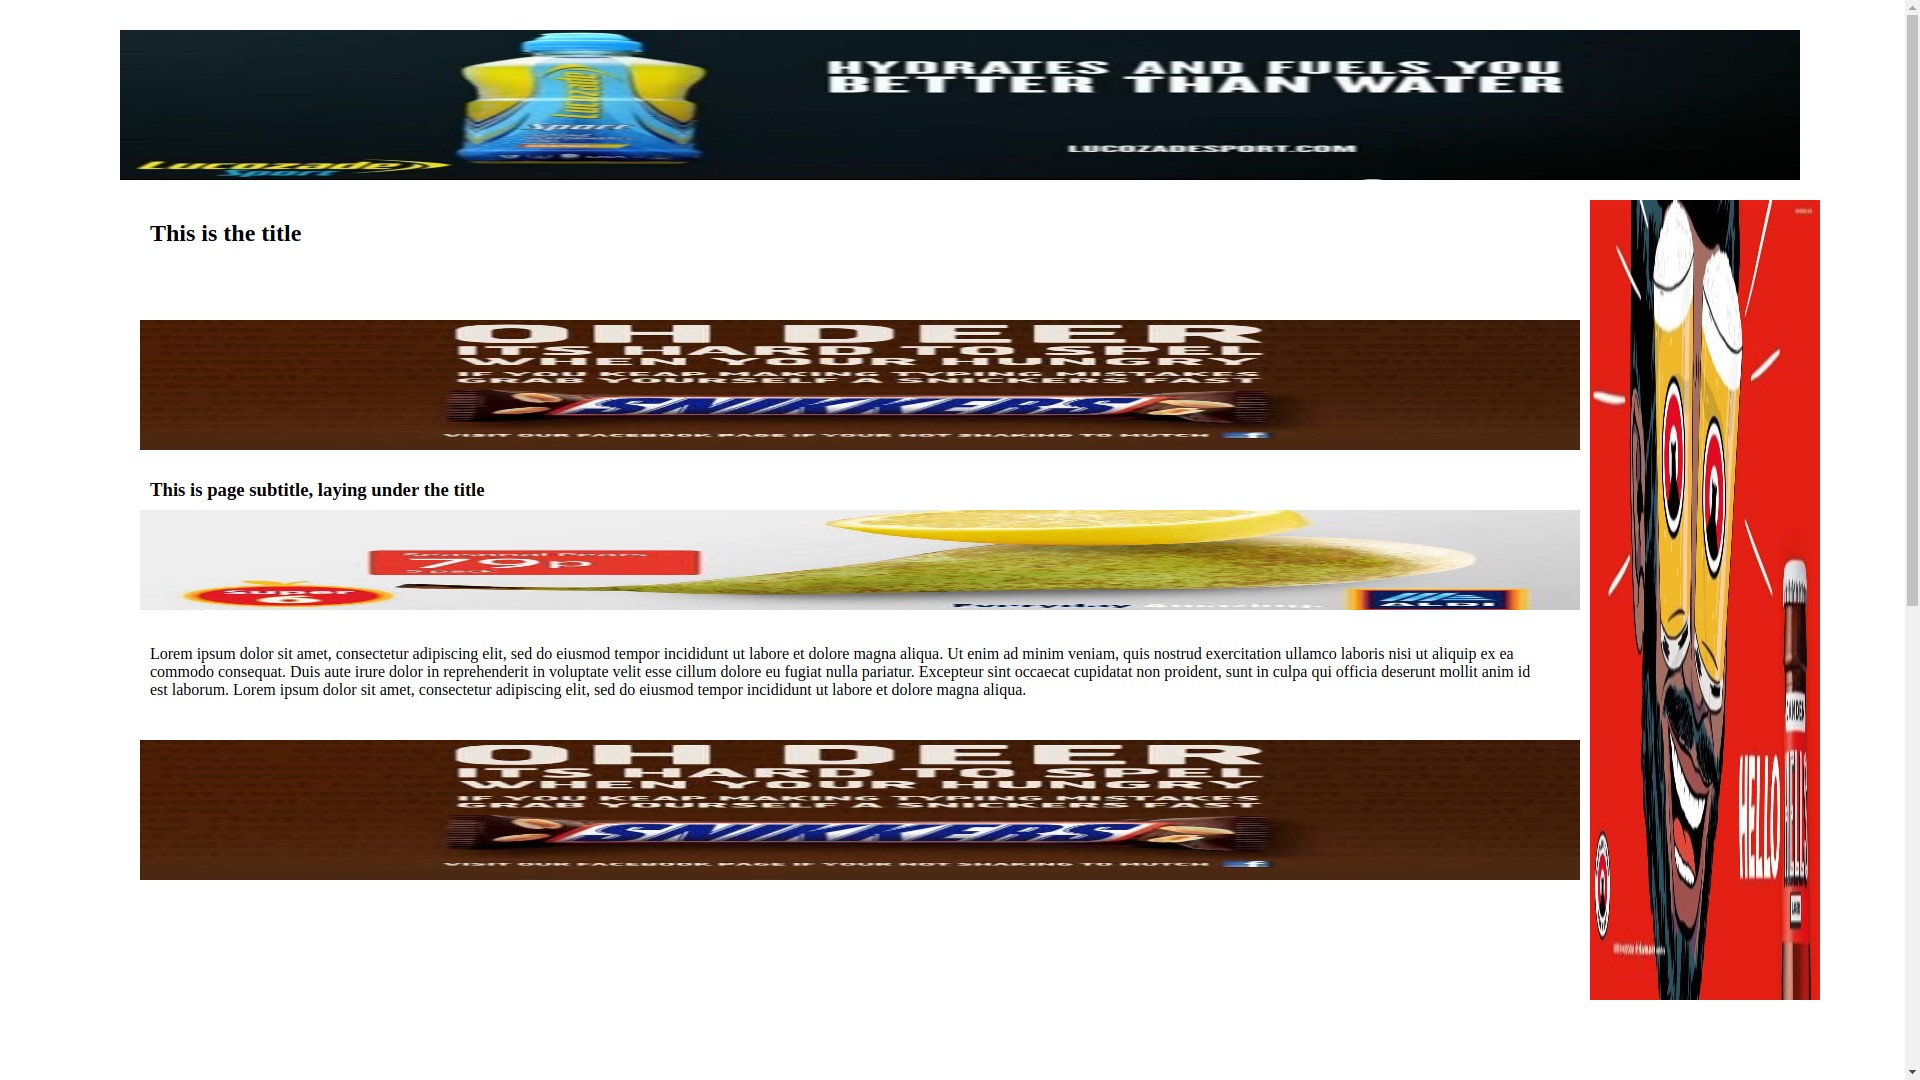 HYDRATES AND FUELS YOU
BETTER THAN WATER
LUCOZADESPORT.COM
Lucozade
Sport
Lucozade
Sport
This is the title
OH DEER
ITS HARD TO SPEL
WHEN YOUR HUNGRY
IF YOU KEAP MAKING TYPING MISTAKES
GRAB YOURSELF A SNICKERS FAST
VISIT OUR FACEBOOK PAGE IF YOUR NOT SHAKING TO MUTCH
This is page subtitle, laying under the title
79p
Super
6
Everyday Amazing.
ALDI
Lorem ipsum dolor sit amet, consectetur adipiscing elit, sed do eiusmod tempor incididunt ut labore et dolore magna aliqua. Ut enim ad minim veniam, quis nostrud exercitation ullamco laboris nisi ut aliquip ex ea
commodo consequat. Duis aute irure dolor in reprehenderit in voluptate velit esse cillum dolore eu fugiat nulla pariatur. Excepteur sint occaecat cupidatat non proident, sunt in culpa qui officia deserunt mollit anim id
est laborum. Lorem ipsum dolor sit amet, consectetur adipiscing elit, sed do eiusmod tempor incididunt ut labore et dolore magna aliqua.
OH DEER
ITS HARD TO SPEL
WHEN YOUR HUNGRY
IF YOU KEAP MAKING TYPING MISTAKES
GRAB YOURSELF A SNICKERS FAST
VISIT OUR FACEBOOK PAGE IF YOUR NOT SHAKING TO MUTCH
CAMDEN
HELLO
HELLS
LAGER